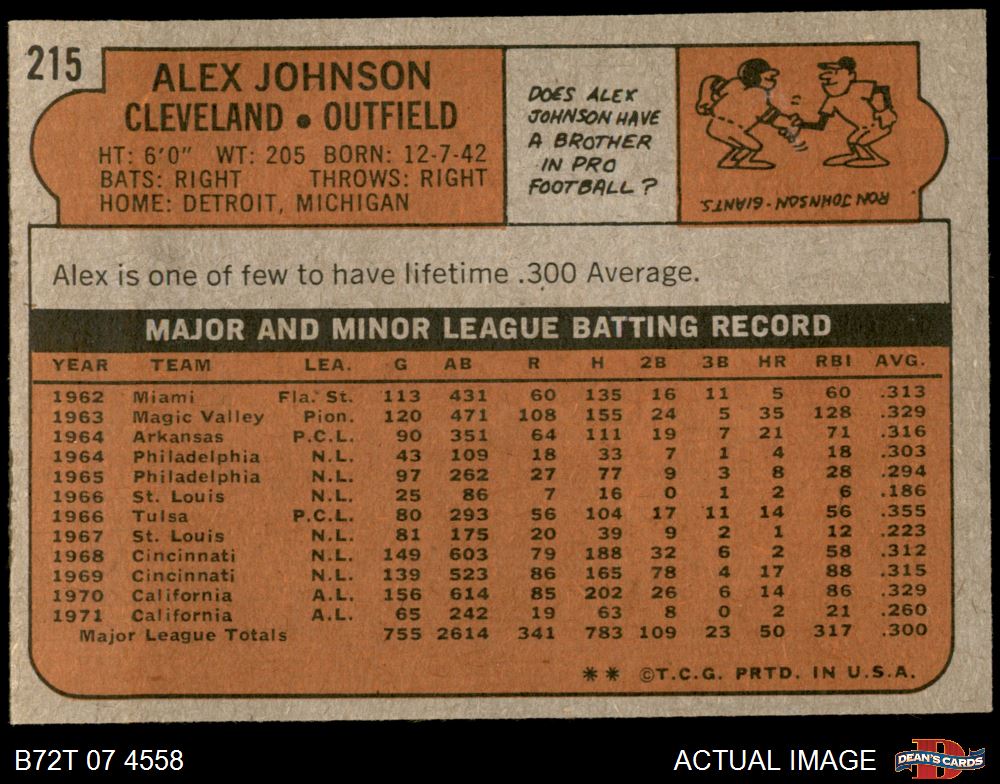 215
ALEX JOHNSON
CLEVELAND • OUTFIELD
HT: 6'0" WT: 205 BORN: 12-7-42
BATS: RIGHT THROWS: RIGHT
HOME: DETROIT, MICHIGAN
DOES ALEX
JOHNSON HAVE
A BROTHER
IN PRO
FOOTBALL?
RON JOHNSON - GIANTS
Alex is one of few to have lifetime .300 Average.
MAJOR AND MINOR LEAGUE BATTING RECORD
YEAR TEAM LEA. G AB R H 2B 3B HR RBI AVG.
1962 Miami Fla. St. 113 431 60 135 16 11 5 60 .313
1963 Magic Valley Pion. 120 471 108 155 24 5 35 128 .329
1964 Arkansas P.C.L. 90 351 64 111 19 7 21 71 .316
1964 Philadelphia N.L. 43 109 18 33 7 1 4 18 .303
1965 Philadelphia N.L. 97 262 27 77 9 3 8 28 .294
1966 St. Louis N.L. 25 86 7 16 0 1 2 6 .186
1966 Tulsa P.C.L. 80 293 56 104 17 11 14 56 .355
1967 St. Louis N.L. 81 175 20 39 9 2 1 12 .223
1968 Cincinnati N.L. 149 603 79 188 32 6 2 58 .312
1969 Cincinnati N.L. 139 523 86 165 78 4 17 88 .315
1970 California A.L. 156 614 85 202 26 6 14 86 .329
1971 California A.L. 65 242 19 63 8 0 2 21 .260
Major League Totals 755 2614 341 783 109 23 50 317 .300
** ©T.C.G. PRTD. IN U.S.A.
B72T 07 4558
ACTUAL IMAGE
D
DEAN'S CARDS